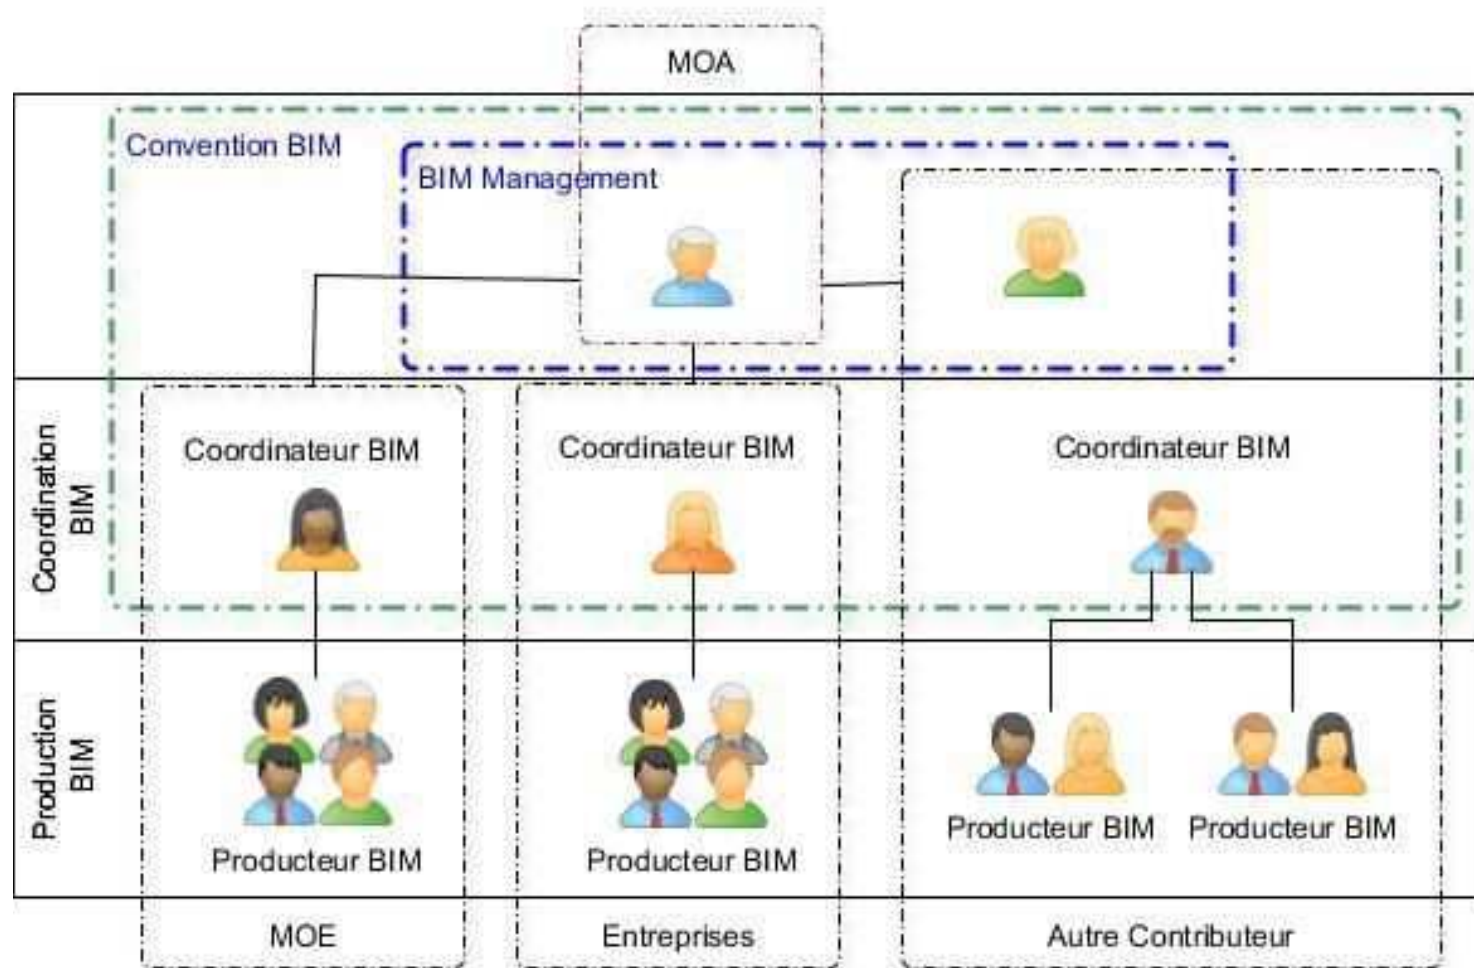 MOA
Convention BIM
BIM Management
Coordination
BIM
Coordinateur BIM
Coordinateur BIM
Coordinateur BIM
Production
BIM
Producteur BIM
Producteur BIM
Producteur BIM
Producteur BIM
MOE
Entreprises
Autre Contributeur